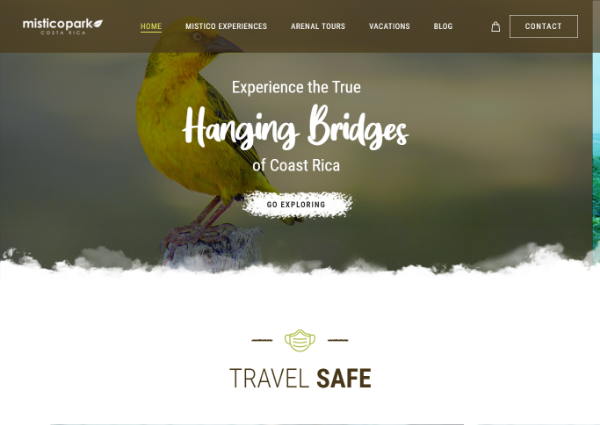 misticopark
COSTA RICA
HOME MISTICO EXPERIENCES ARENAL TOURS VACATIONS BLOG CONTACT
Experience the True
Hanging Bridges
of Coast Rica
GO EXPLORING
TRAVEL SAFE